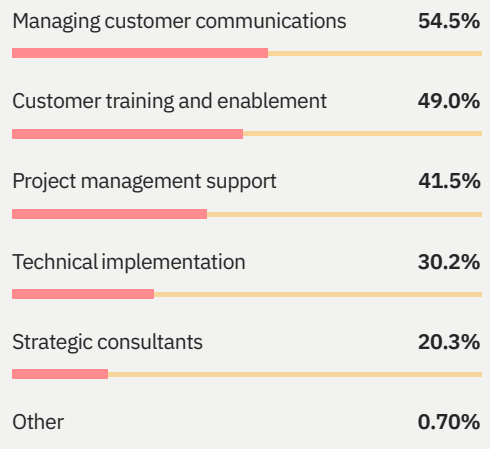 Managing customer communications 54.5%
Customer training and enablement 49.0%
Project management support 41.5%
Technical implementation 30.2%
Strategic consultants 20.3%
Other 0.70%